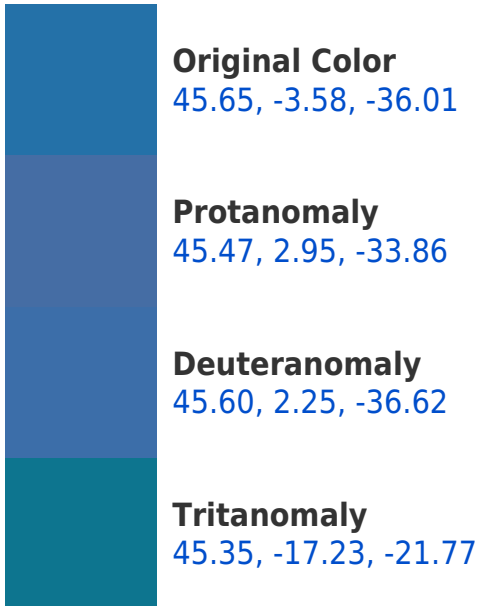 Original Color
45.65, -3.58, -36.01
Protanomaly
45.47, 2.95, -33.86
Deuteranomaly
45.60, 2.25, -36.62
Tritanomaly
45.35, -17.23, -21.77